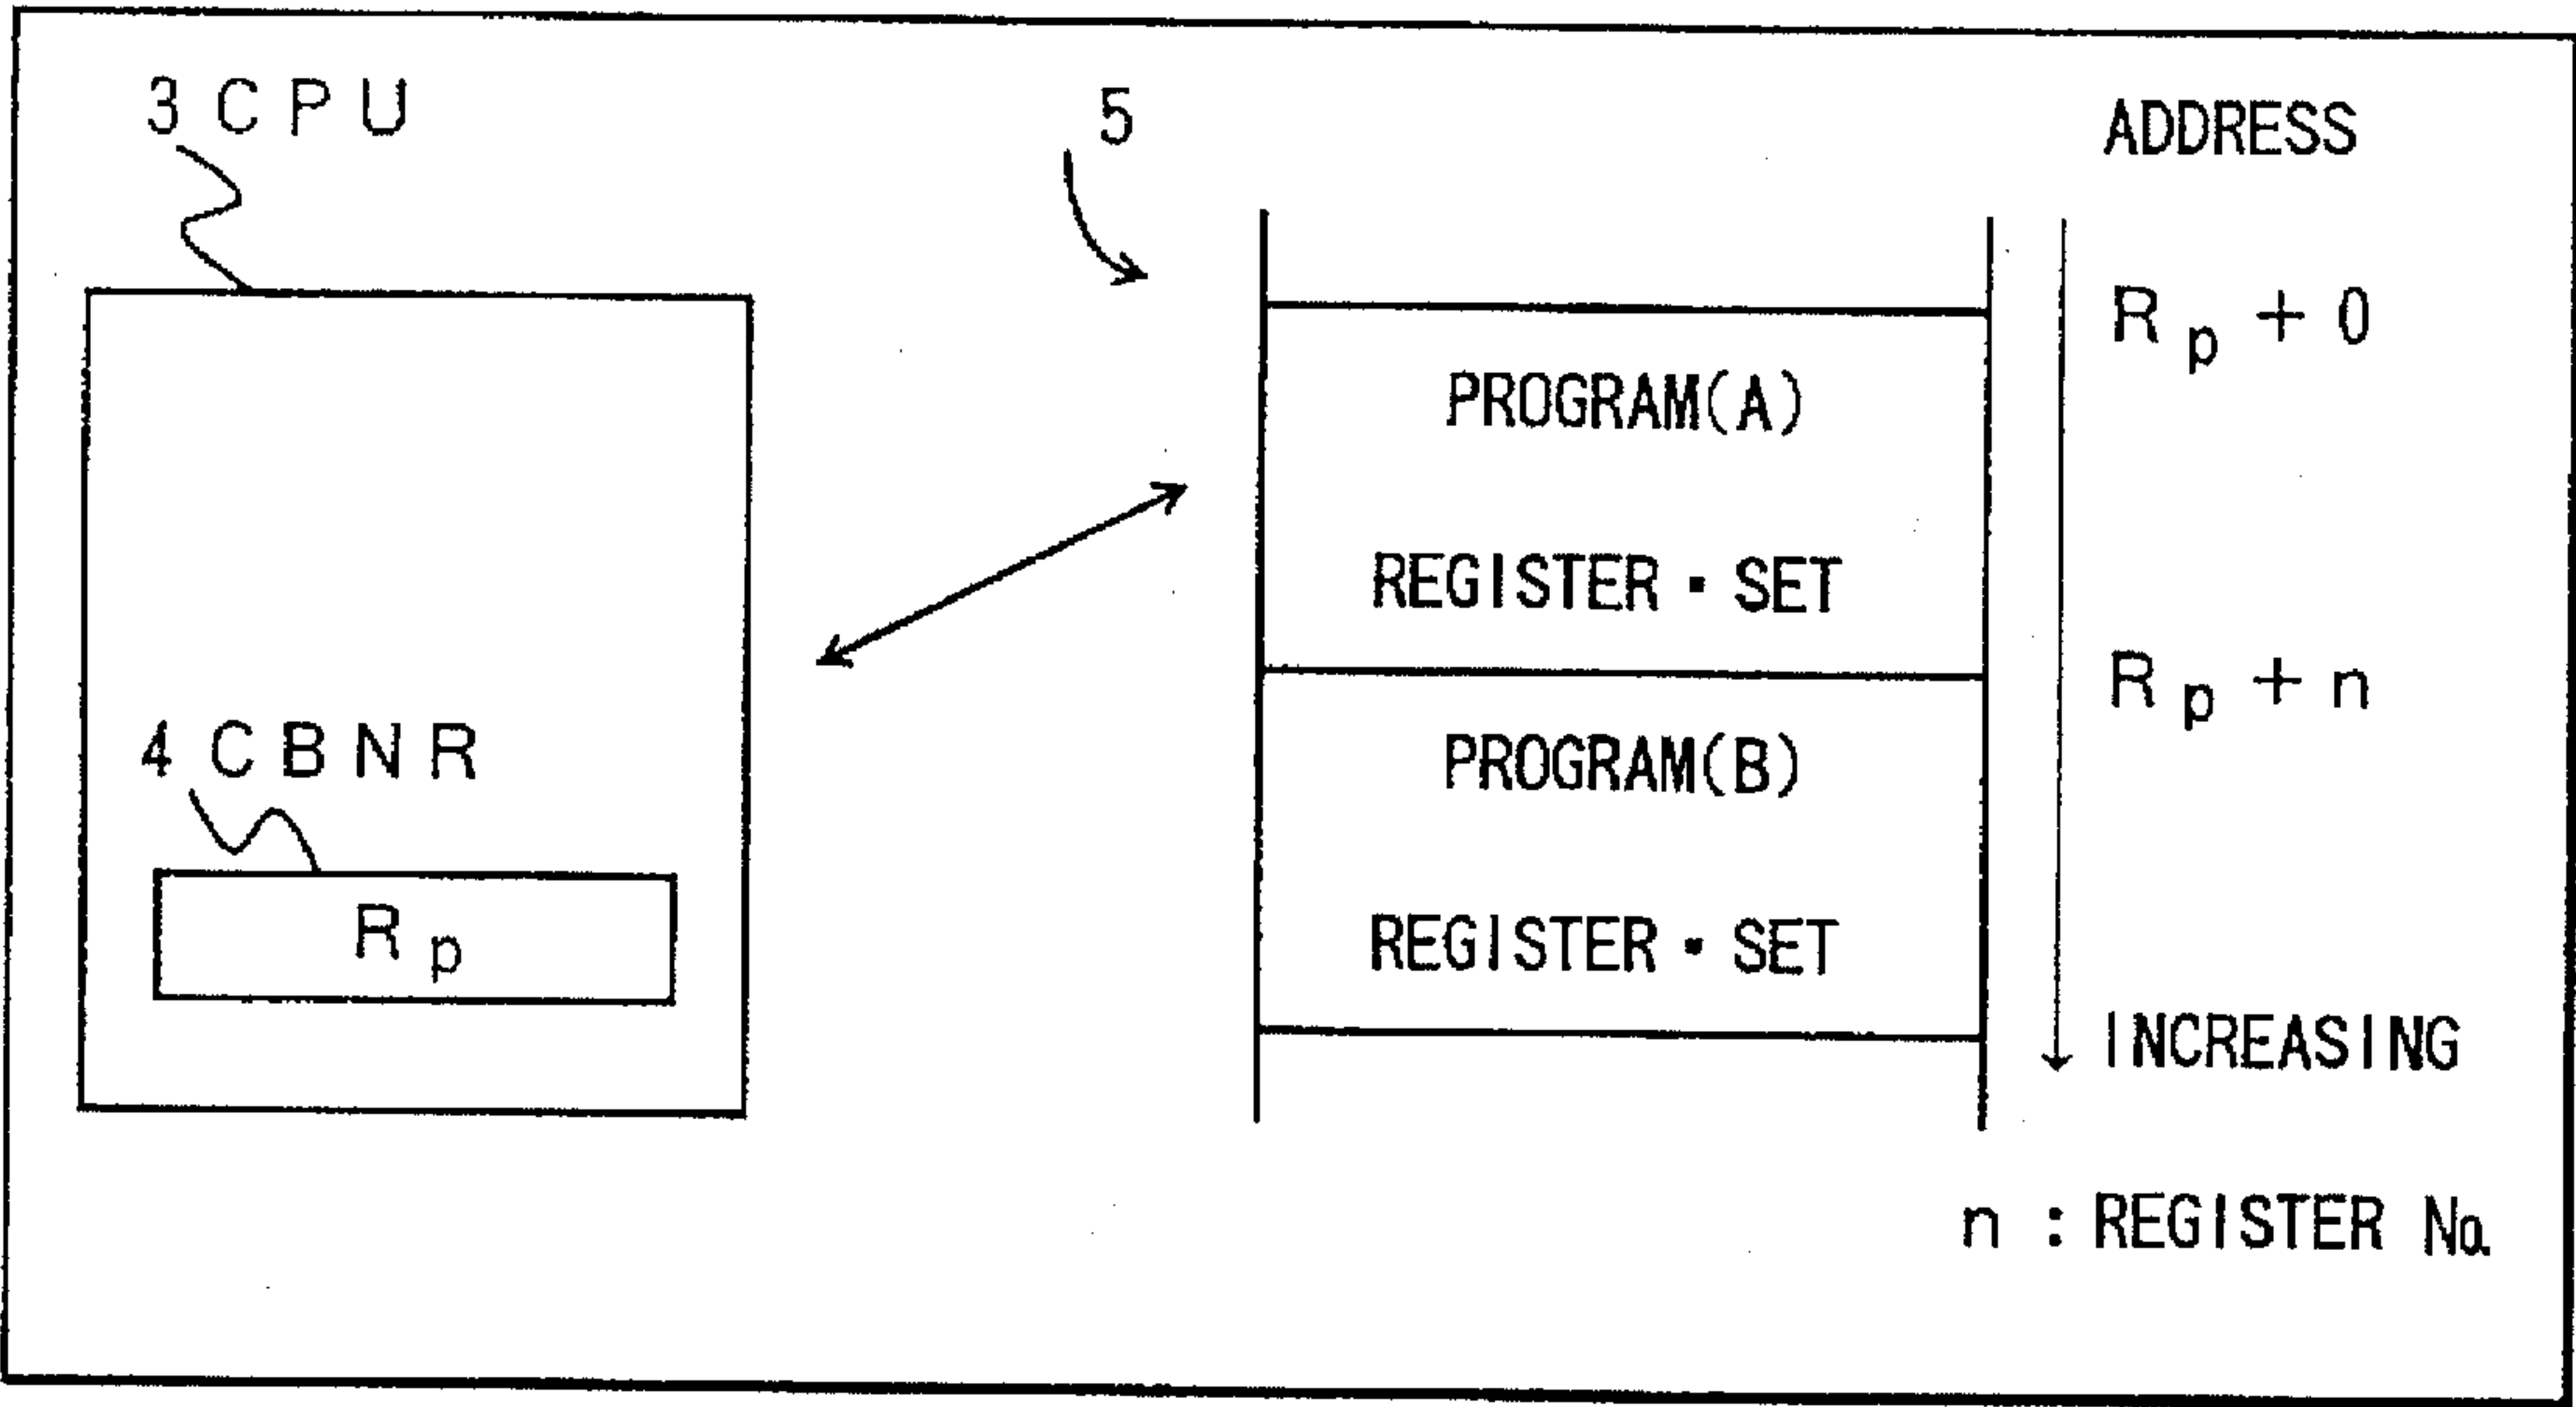 3 CPU
5
ADDRESS
Rp + 0
PROGRAM(A)
REGISTER · SET
Rp + n
4 CBNR
PROGRAM(B)
Rp
REGISTER · SET
INCREASING
n : REGISTER No.